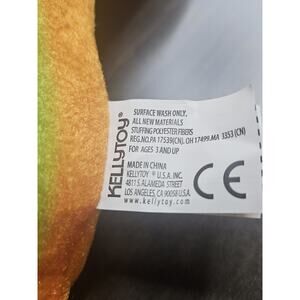 SURFACE WASH ONLY,
ALL NEW MATERIALS
STUFFING POLYESTER FIBERS
REG.NO.PA 17539(CN), OH 17499.MA 3353 (CN)
FOR AGES 3 AND UP
KELLYTOY®
MADE IN CHINA
KELLYTOY ® U.S.A. INC.
4811 S. ALAMEDA STREET
LOS ANGELES, CA 90058 U.S.A.
www.kellytoy.com
CE